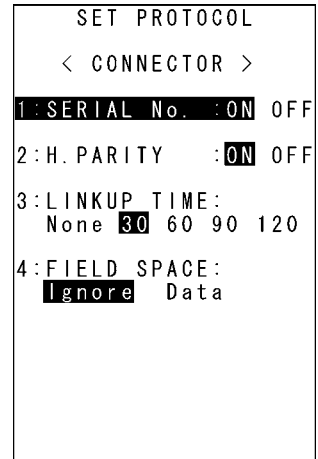 SET PROTOCOL
< CONNECTOR >
1:SERIAL No. :ON OFF
2:H.PARITY :ON OFF
3:LINKUP TIME:
None 30 60 90 120
4:FIELD SPACE:
Ignore Data